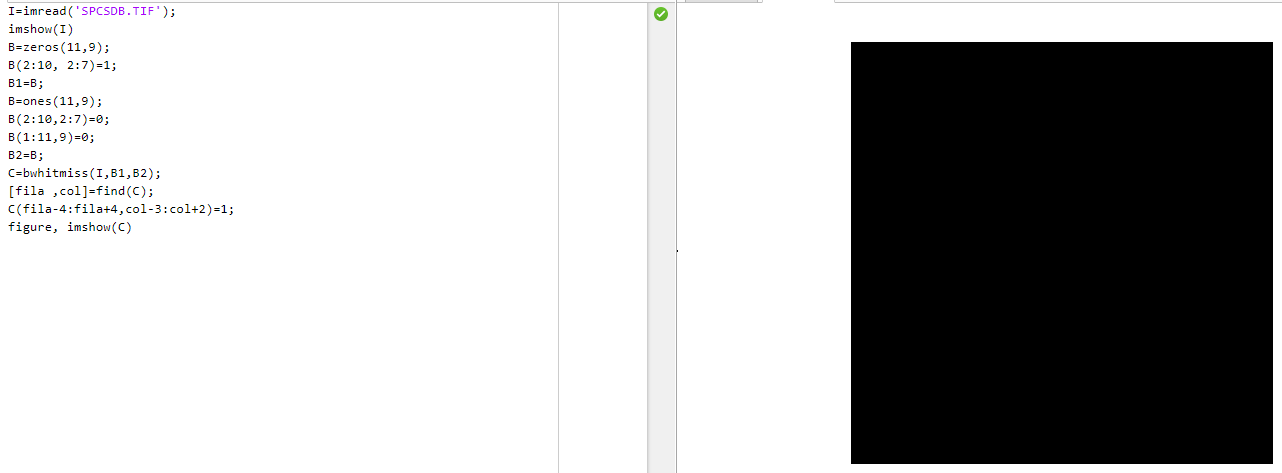 I=imread('SPCSDB.TIF');
imshow(I)
B=zeros(11,9);
B(2:10, 2:7)=1;
B1=B;
B=ones(11,9);
B(2:10,2:7)=0;
B(1:11,9)=0;
B2=B;
C=bwhitmiss(I,B1,B2);
[fila ,col]=find(C);
C(fila-4:fila+4,col-3:col+2)=1;
figure, imshow(C)